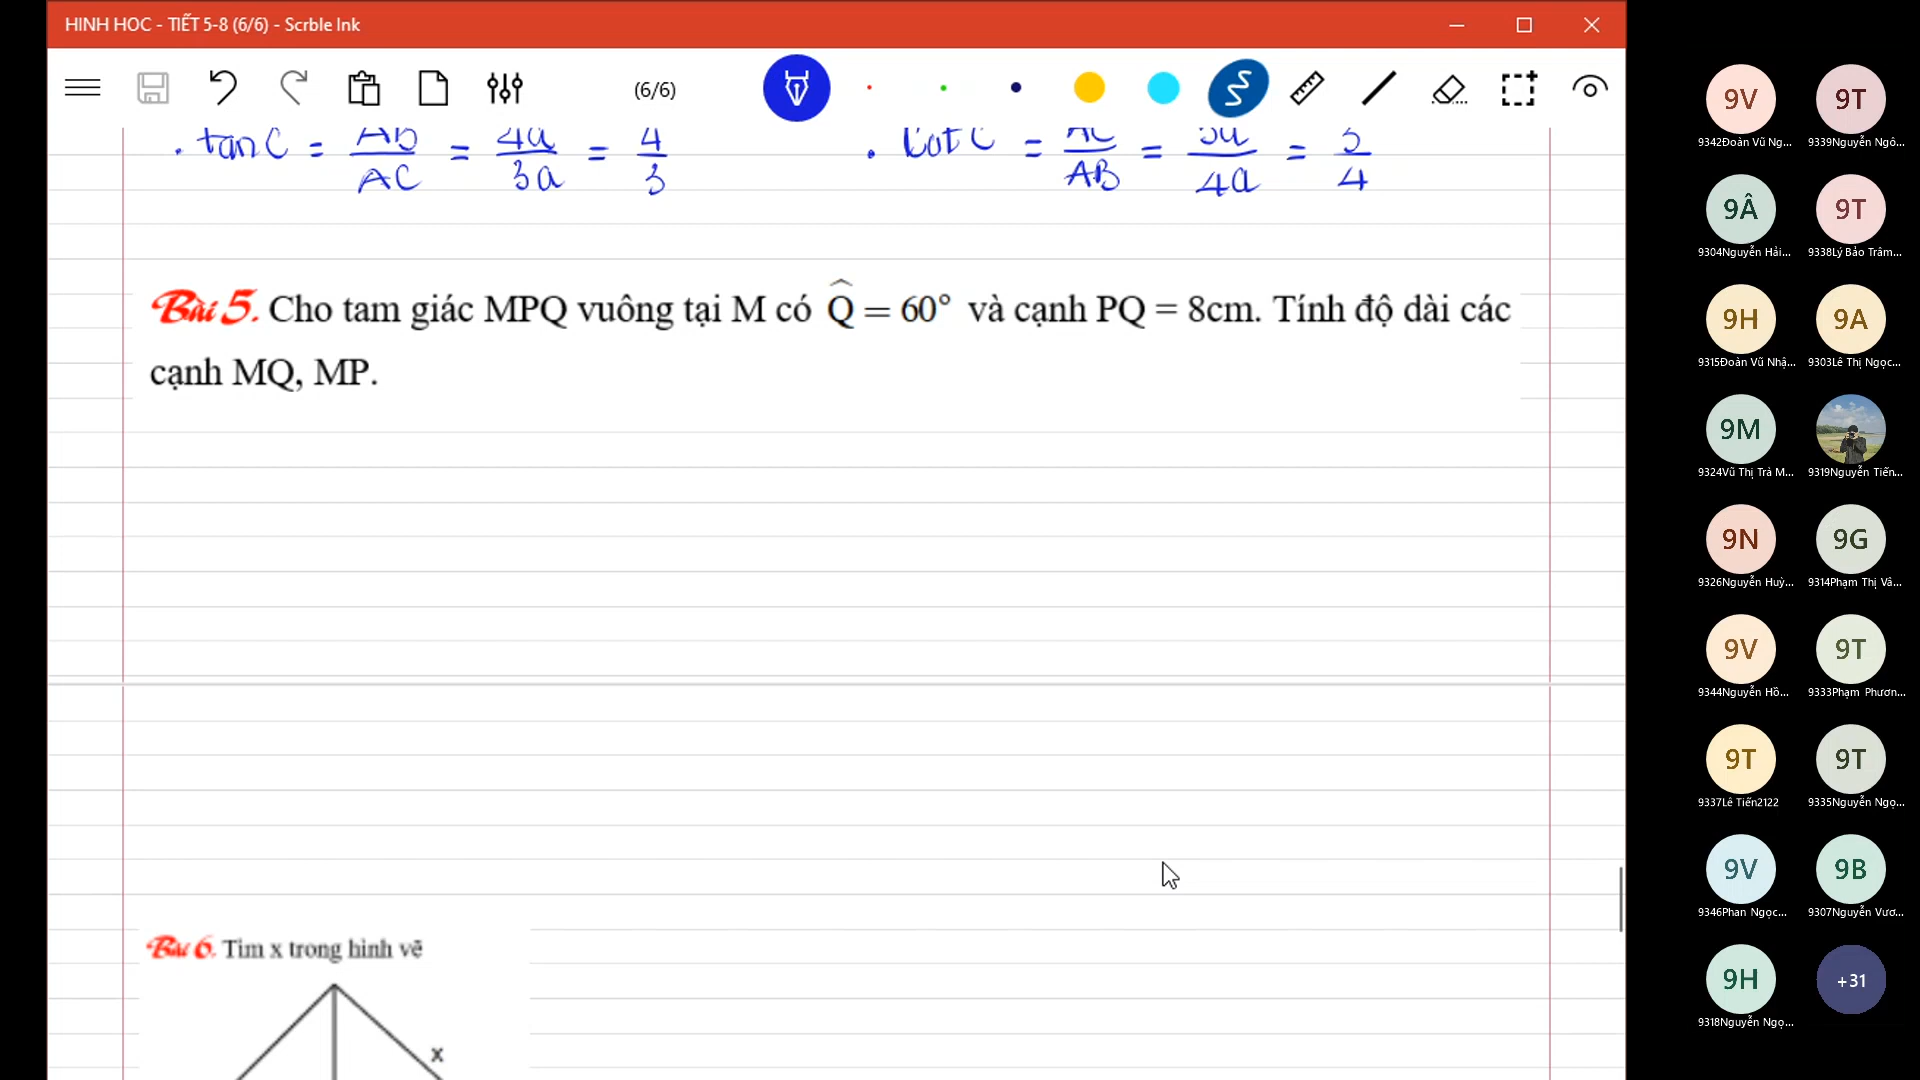 HINH HOC - TIẾT 5-8 (6/6) - Scrble Ink
(6/6)
. tan C = AB/AC = 4a/3a = 4/3 . Cot C = AC/AB = 3a/4a = 3/4
Bài 5. Cho tam giác MPQ vuông tại M có Q̂ = 60° và cạnh PQ = 8cm. Tính độ dài các
cạnh MQ, MP.
Bài 6. Tìm x trong hình vẽ
x
9V 9T
9342Đoàn Vũ Ng... 9339Nguyễn Ngô...
9Â 9T
9304Nguyễn Hải... 9338Lý Bảo Trâm...
9H 9A
9315Đoàn Vũ Nhậ... 9303Lê Thị Ngọc...
9M
9324Vũ Thị Trà M... 9319Nguyễn Tiến...
9N 9G
9326Nguyễn Huỳ... 9314Phạm Thị Vâ...
9V 9T
9344Nguyễn Hồ... 9333Phạm Phươn...
9T 9T
9337Lê Tiến2122 9335Nguyễn Ngọ...
9V 9B
9346Phan Ngọc... 9307Nguyễn Vươ...
9H +31
9318Nguyễn Ngọ...